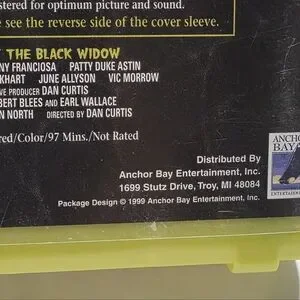 stered for optimum picture and sound.
see the reverse side of the cover sleeve.
THE BLACK WIDOW
NY FRANCIOSA PATTY DUKE ASTIN
KHART JUNE ALLYSON VIC MORROW
VE PRODUCER DAN CURTIS
BERT BLEES AND EARL WALLACE
N NORTH DIRECTED BY DAN CURTIS
red/Color/97 Mins./Not Rated
Distributed By
Anchor Bay Entertainment, Inc.
1699 Stutz Drive, Troy, MI 48084
Package Design © 1999 Anchor Bay Entertainment, Inc.
ANCHO
BAY
ENTERTAINME